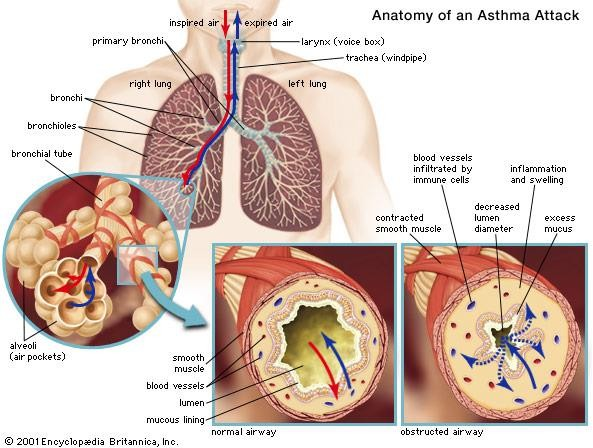 Anatomy of an Asthma Attack
inspired air
expired air
primary bronchi
larynx (voice box)
trachea (windpipe)
right lung
left lung
bronchi
bronchioles
bronchial tube
blood vessels
infiltrated by
immune cells
inflammation
and swelling
contracted
smooth muscle
decreased
lumen
diameter
excess
mucus
alveoli
(air pockets)
smooth
muscle
blood vessels
lumen
mucous lining
normal airway
obstructed airway
© 2001 Encyclopædia Britannica, Inc.